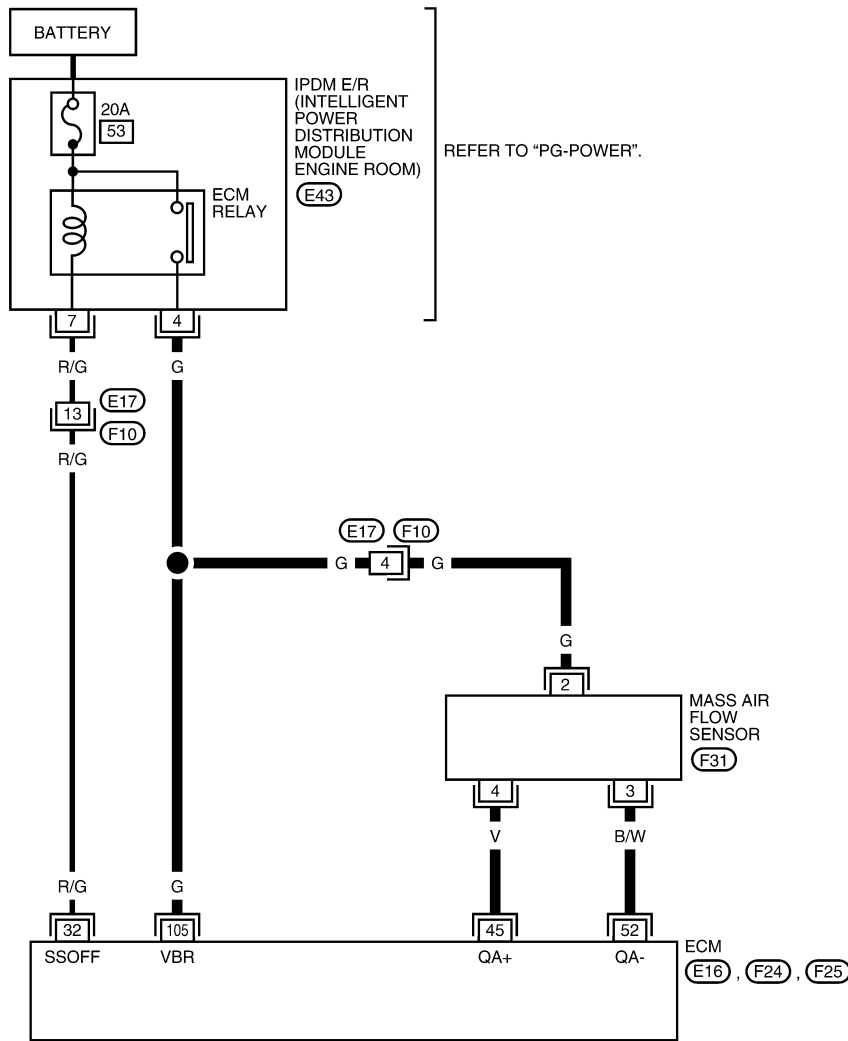 BATTERY
20A
53
IPDM E/R
(INTELLIGENT
POWER
DISTRIBUTION
MODULE
ENGINE ROOM)
E43
REFER TO “PG-POWER”.
ECM
RELAY
7
4
R/G
G
13
E17
F10
R/G
E17
F10
G
4
G
G
2
MASS AIR
FLOW
SENSOR
F31
4
3
V
B/W
R/G
G
32
105
45
52
SSOFF
VBR
QA+
QA-
ECM
E16 , F24 , F25